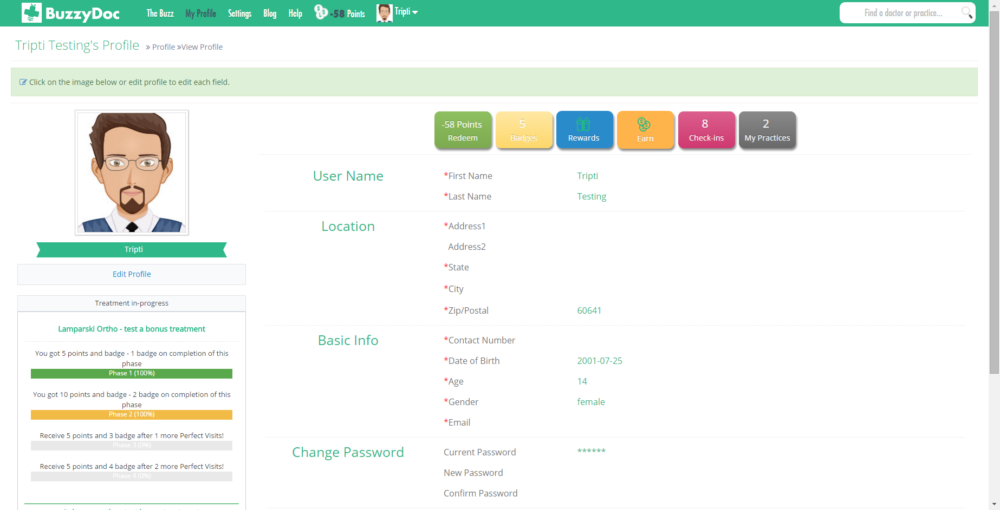 BuzzyDoc
The Buzz My Profile Settings Blog Help -58 Points Tripti
Find a doctor or practice...
Tripti Testing's Profile » Profile »View Profile
Click on the image below or edit profile to edit each field.
-58 Points
Redeem
5
Badges
Rewards
Earn
8
Check-ins
2
My Practices
Tripti
Edit Profile
Treatment in-progress
Lamparski Ortho - test a bonus treatment
You got 5 points and badge - 1 badge on completion of this
phase
Phase 1 (100%)
You got 10 points and badge - 2 badge on completion of this
phase
Phase 2 (100%)
Receive 5 points and 3 badge after 1 more Perfect Visits!
Phase 3 (0%)
Receive 5 points and 4 badge after 2 more Perfect Visits!
Phase 4 (0%)
User Name
*First Name Tripti
*Last Name Testing
Location
*Address1
Address2
*State
*City
*Zip/Postal 60641
Basic Info
*Contact Number
*Date of Birth 2001-07-25
*Age 14
*Gender female
*Email
Change Password
Current Password ******
New Password
Confirm Password